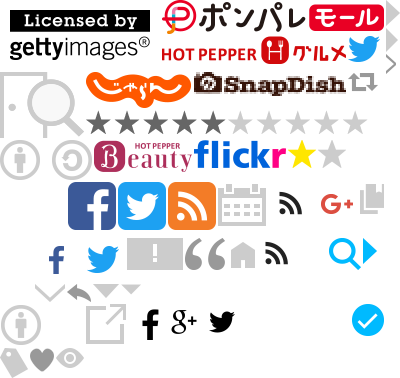 Licensed by
gettyimages®
ポンパレモール
HOT PEPPER グルメ
じゃらん
SnapDish
HOT PEPPER
Beauty
flickr
G+
g+